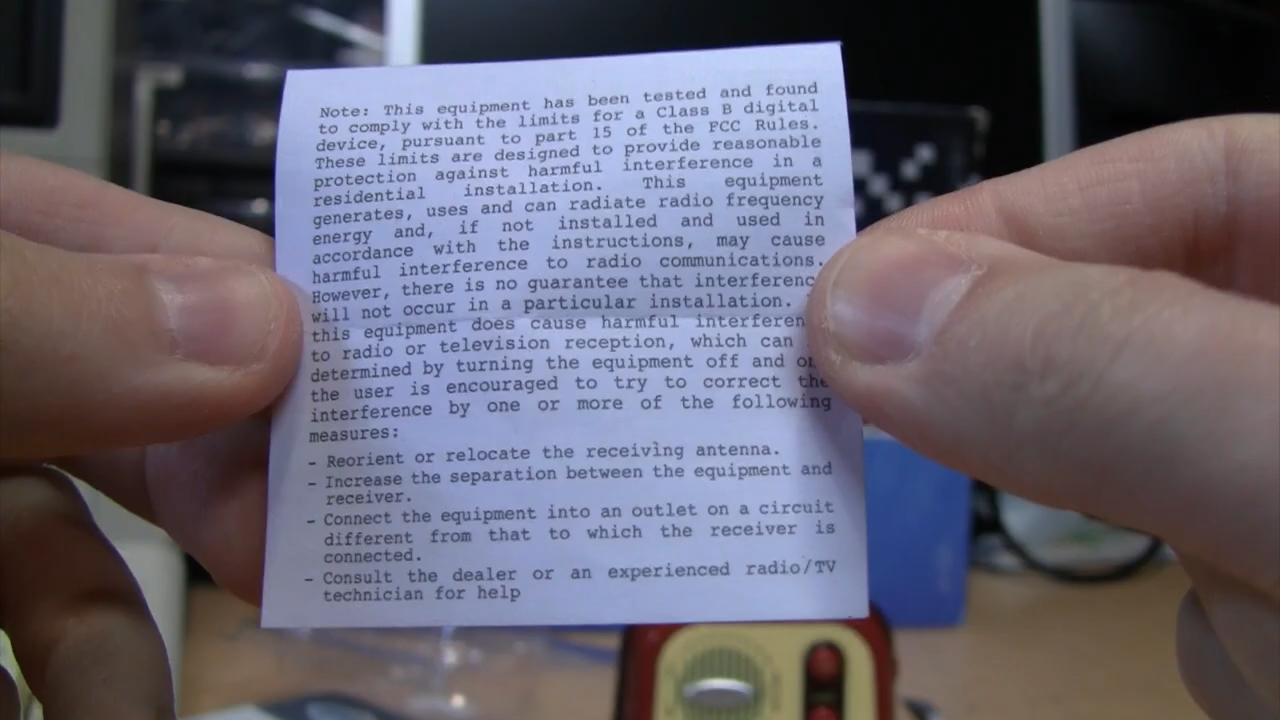 Note: This equipment has been tested and found
to comply with the limits for a Class B digital
device, pursuant to part 15 of the FCC Rules.
These limits are designed to provide reasonable
protection against harmful interference in a
residential installation. This equipment
generates, uses and can radiate radio frequency
energy and, if not installed and used in
accordance with the instructions, may cause
harmful interference to radio communications.
However, there is no guarantee that interferenc
will not occur in a particular installation.
this equipment does cause harmful interferen
to radio or television reception, which can
determined by turning the equipment off and on
the user is encouraged to try to correct the
interference by one or more of the following
measures:
- Reorient or relocate the receiving antenna.
- Increase the separation between the equipment and
receiver.
- Connect the equipment into an outlet on a circuit
different from that to which the receiver is
connected.
- Consult the dealer or an experienced radio/TV
technician for help